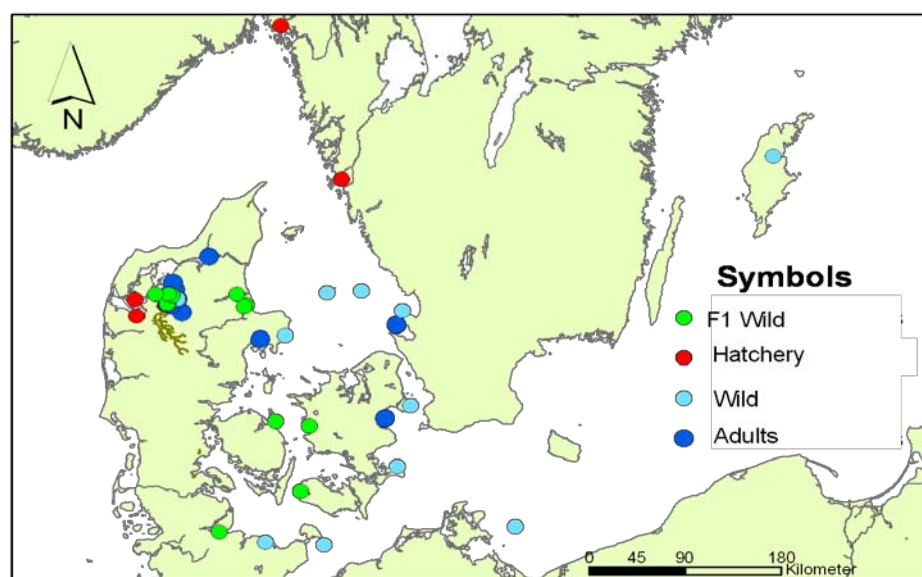 N
Symbols
F1 Wild
Hatchery
Wild
Adults
0 45 90 180
Kilometer